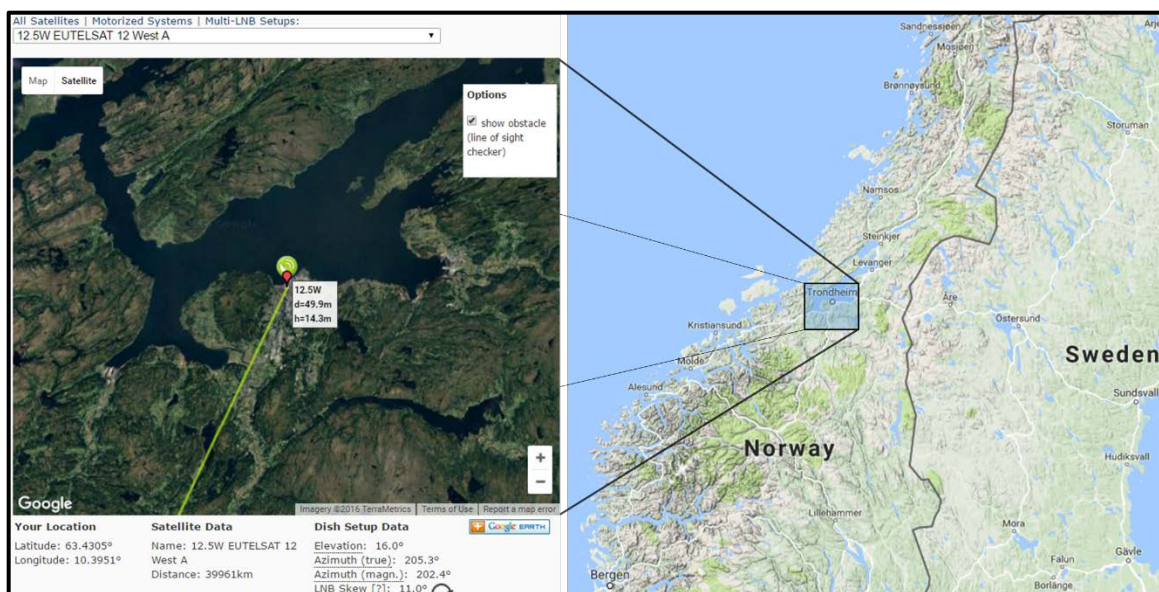 All Satellites | Motorized Systems | Multi-LNB Setups:
12.5W EUTELSAT 12 West A
Map Satellite
Options
show obstacle
(line of sight
checker)
12.5W
d=49.9m
h=14.3m
Google
Imagery ©2016 TerraMetrics Terms of Use Report a map error
Your Location
Latitude: 63.4305°
Longitude: 10.3951°
Satellite Data
Name: 12.5W EUTELSAT 12
West A
Distance: 39961km
Dish Setup Data
Elevation: 16.0°
Azimuth (true): 205.3°
Azimuth (magn.): 202.4°
LNB Skew [?]: 11.0°
Google EARTH
Sandnessjøen
Mosjøen
Brønnøysund
Storuman
Namsos
Steinkjer
Levanger
Trondheim
Åre
Östersund
Kristiansund
Molde
Ålesund
Sweden
Sundsvall
Norway
Hudiksvall
Lillehammer
Mora
Falun
Gävle
Borlänge
Bergen